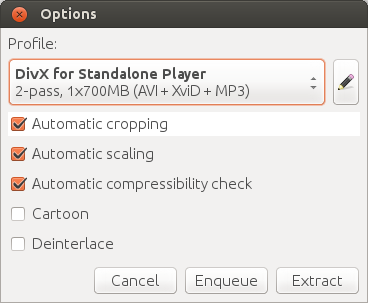 Options
Profile:
DivX for Standalone Player
2-pass, 1x700MB (AVI + XviD + MP3)
Automatic cropping
Automatic scaling
Automatic compressibility check
Cartoon
Deinterlace
Cancel Enqueue Extract